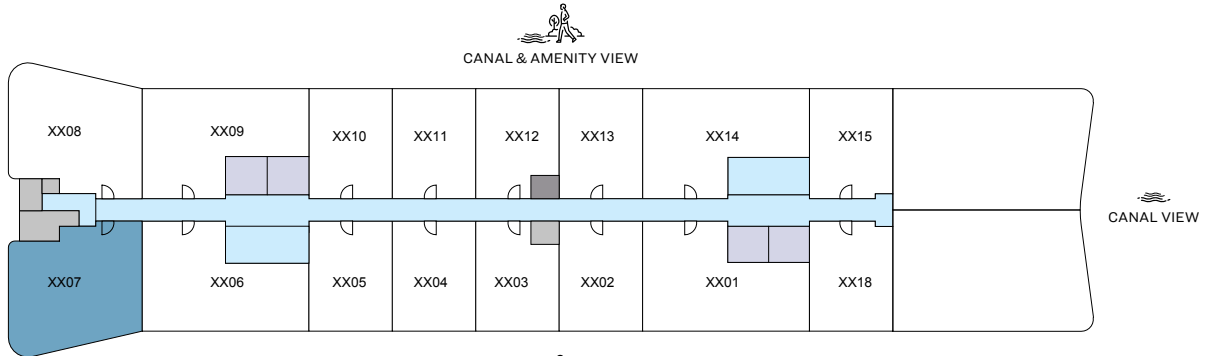 CANAL & AMENITY VIEW
XX08
XX09
XX10
XX11
XX12
XX13
XX14
XX15
CANAL VIEW
XX07
XX06
XX05
XX04
XX03
XX02
XX01
XX18